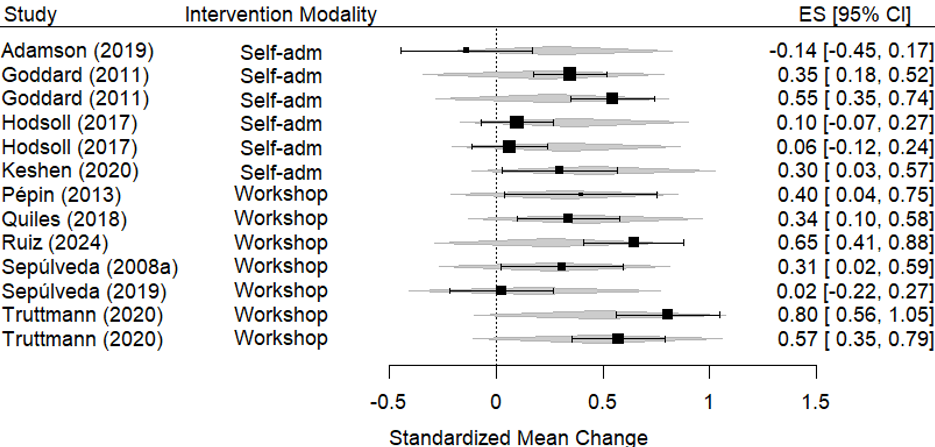 Study Intervention Modality ES [95% CI]
Adamson (2019) Self-adm -0.14 [-0.45, 0.17]
Goddard (2011) Self-adm 0.35 [ 0.18, 0.52]
Goddard (2011) Self-adm 0.55 [ 0.35, 0.74]
Hodsoll (2017) Self-adm 0.10 [-0.07, 0.27]
Hodsoll (2017) Self-adm 0.06 [-0.12, 0.24]
Keshen (2020) Self-adm 0.30 [ 0.03, 0.57]
Pépin (2013) Workshop 0.40 [ 0.04, 0.75]
Quiles (2018) Workshop 0.34 [ 0.10, 0.58]
Ruiz (2024) Workshop 0.65 [ 0.41, 0.88]
Sepúlveda (2008a) Workshop 0.31 [ 0.02, 0.59]
Sepúlveda (2019) Workshop 0.02 [-0.22, 0.27]
Truttmann (2020) Workshop 0.80 [ 0.56, 1.05]
Truttmann (2020) Workshop 0.57 [ 0.35, 0.79]
-0.5 0 0.5 1 1.5
Standardized Mean Change